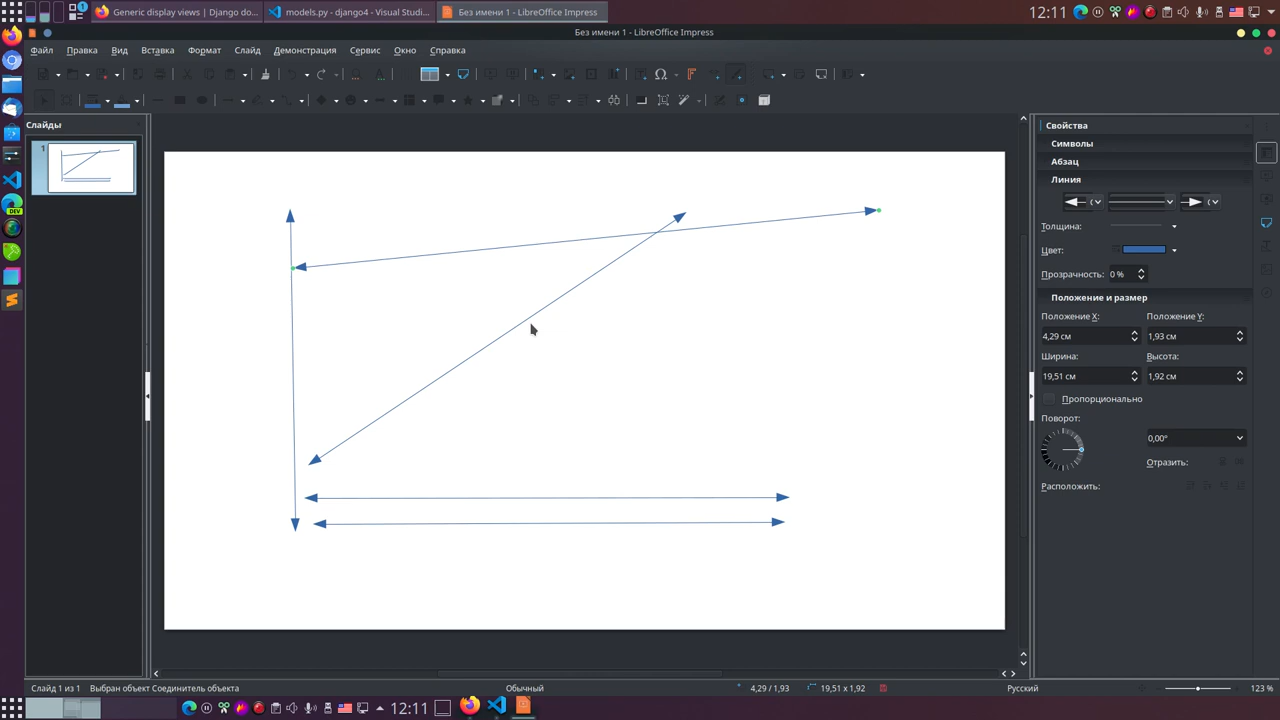 Generic display views | Django do...
models.py - django4 - Visual Studi...
Без имени 1 - LibreOffice Impress
12:11
Без имени 1 - LibreOffice Impress
Файл Правка Вид Вставка Формат Слайд Демонстрация Сервис Окно Справка
Слайды
1
Свойства
Символы
Абзац
Линия
Толщина:
Цвет:
Прозрачность: 0 %
Положение и размер
Положение X: Положение Y:
4,29 см 1,93 см
Ширина: Высота:
19,51 см 1,92 см
Пропорционально
Поворот:
0,00°
Отразить:
Расположить:
DEV
Слайд 1 из 1 Выбран объект Соединитель объекта Обычный 4,29 / 1,93 19,51 x 1,92 Русский 123 %
12:11